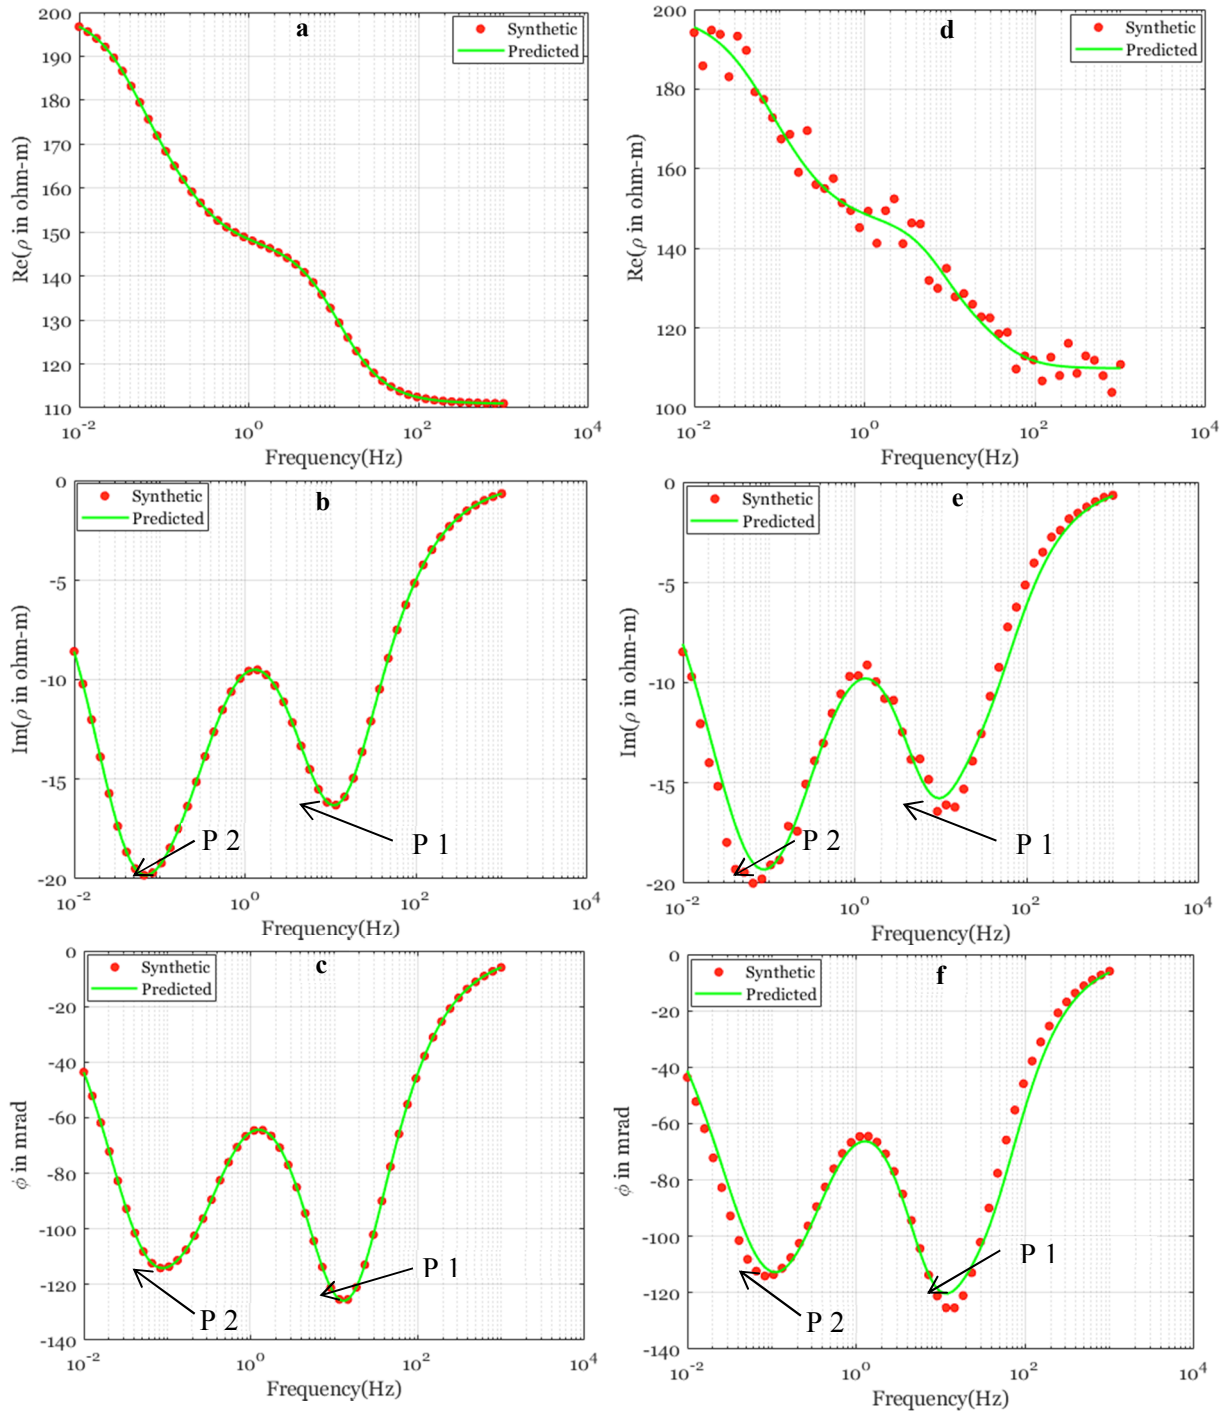 a
Synthetic
Predicted
200
190
180
170
160
150
140
130
120
110
10-2
100
102
104
Re(ρ in ohm-m)
Frequency(Hz)
d
Synthetic
Predicted
200
180
160
140
120
100
10-2
100
102
104
Re(ρ in ohm-m)
Frequency(Hz)
b
Synthetic
Predicted
0
-5
-10
-15
-20
10-2
100
102
104
Im(ρ in ohm-m)
Frequency(Hz)
P 2
P 1
e
Synthetic
Predicted
0
-5
-10
-15
-20
10-2
100
102
104
Im(ρ in ohm-m)
Frequency(Hz)
P 2
P 1
c
Synthetic
Predicted
0
-20
-40
-60
-80
-100
-120
-140
10-2
100
102
104
ϕ in mrad
Frequency(Hz)
P 2
P 1
f
Synthetic
Predicted
0
-20
-40
-60
-80
-100
-120
-140
10-2
100
102
104
ϕ in mrad
Frequency(Hz)
P 2
P 1